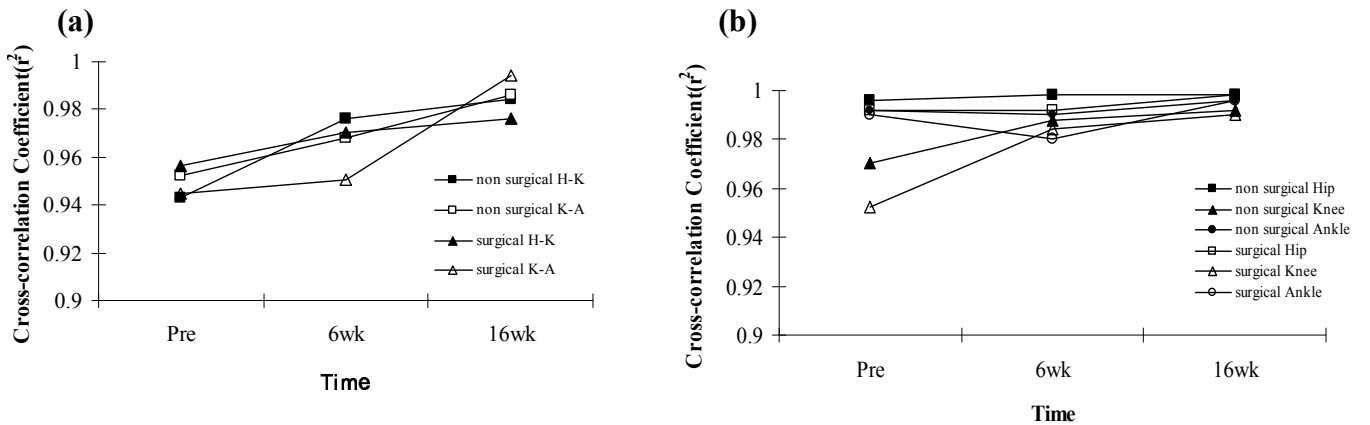 (a)
Cross-correlation Coefficient(r²)
1
0.98
0.96
0.94
0.92
0.9
Pre
6wk
16wk
Time
non surgical H-K
non surgical K-A
surgical H-K
surgical K-A
(b)
Cross-correlation Coefficient (r²)
1
0.98
0.96
0.94
0.92
0.9
Pre
6wk
16wk
Time
non surgical Hip
non surgical Knee
non surgical Ankle
surgical Hip
surgical Knee
surgical Ankle